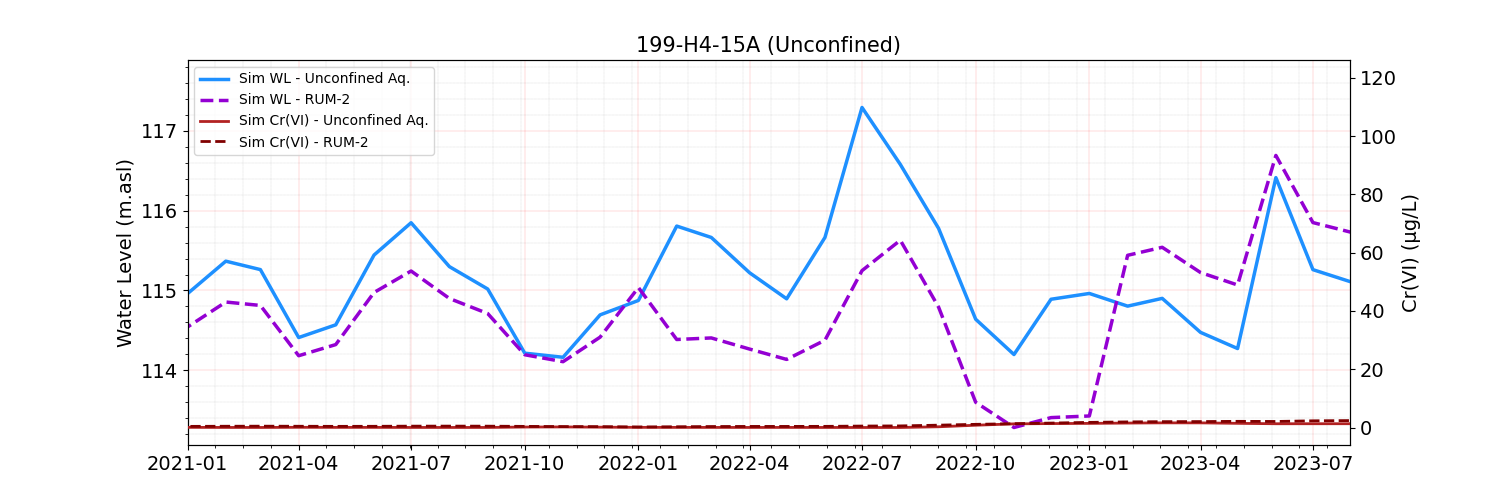 199-H4-15A (Unconfined)
Sim WL - Unconfined Aq.
Sim WL - RUM-2
Sim Cr(VI) - Unconfined Aq.
Sim Cr(VI) - RUM-2
Water Level (m.asl)
117
116
115
114
120
100
80
60
40
20
0
Cr(VI) (μg/L)
2021-01 2021-04 2021-07 2021-10 2022-01 2022-04 2022-07 2022-10 2023-01 2023-04 2023-07